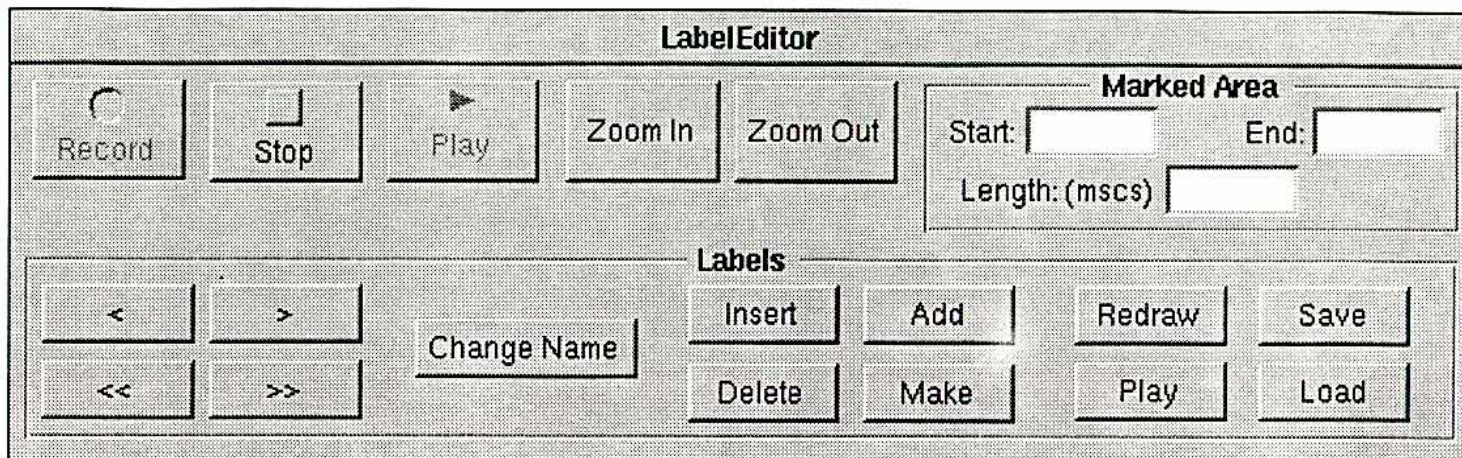 LabelEditor
Record Stop Play Zoom In Zoom Out
Marked Area
Start: End:
Length: (mscs)
Labels
< > Change Name Insert Add Redraw Save
<< >> Delete Make Play Load